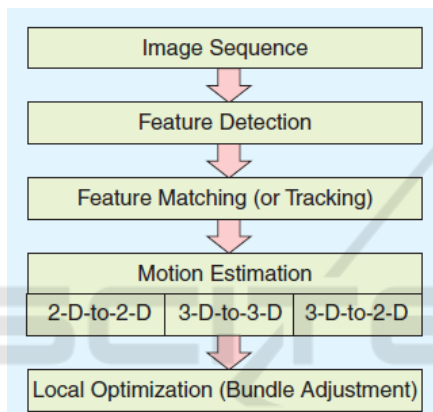 Image Sequence
Feature Detection
Feature Matching (or Tracking)
Motion Estimation
2-D-to-2-D 3-D-to-3-D 3-D-to-2-D
Local Optimization (Bundle Adjustment)